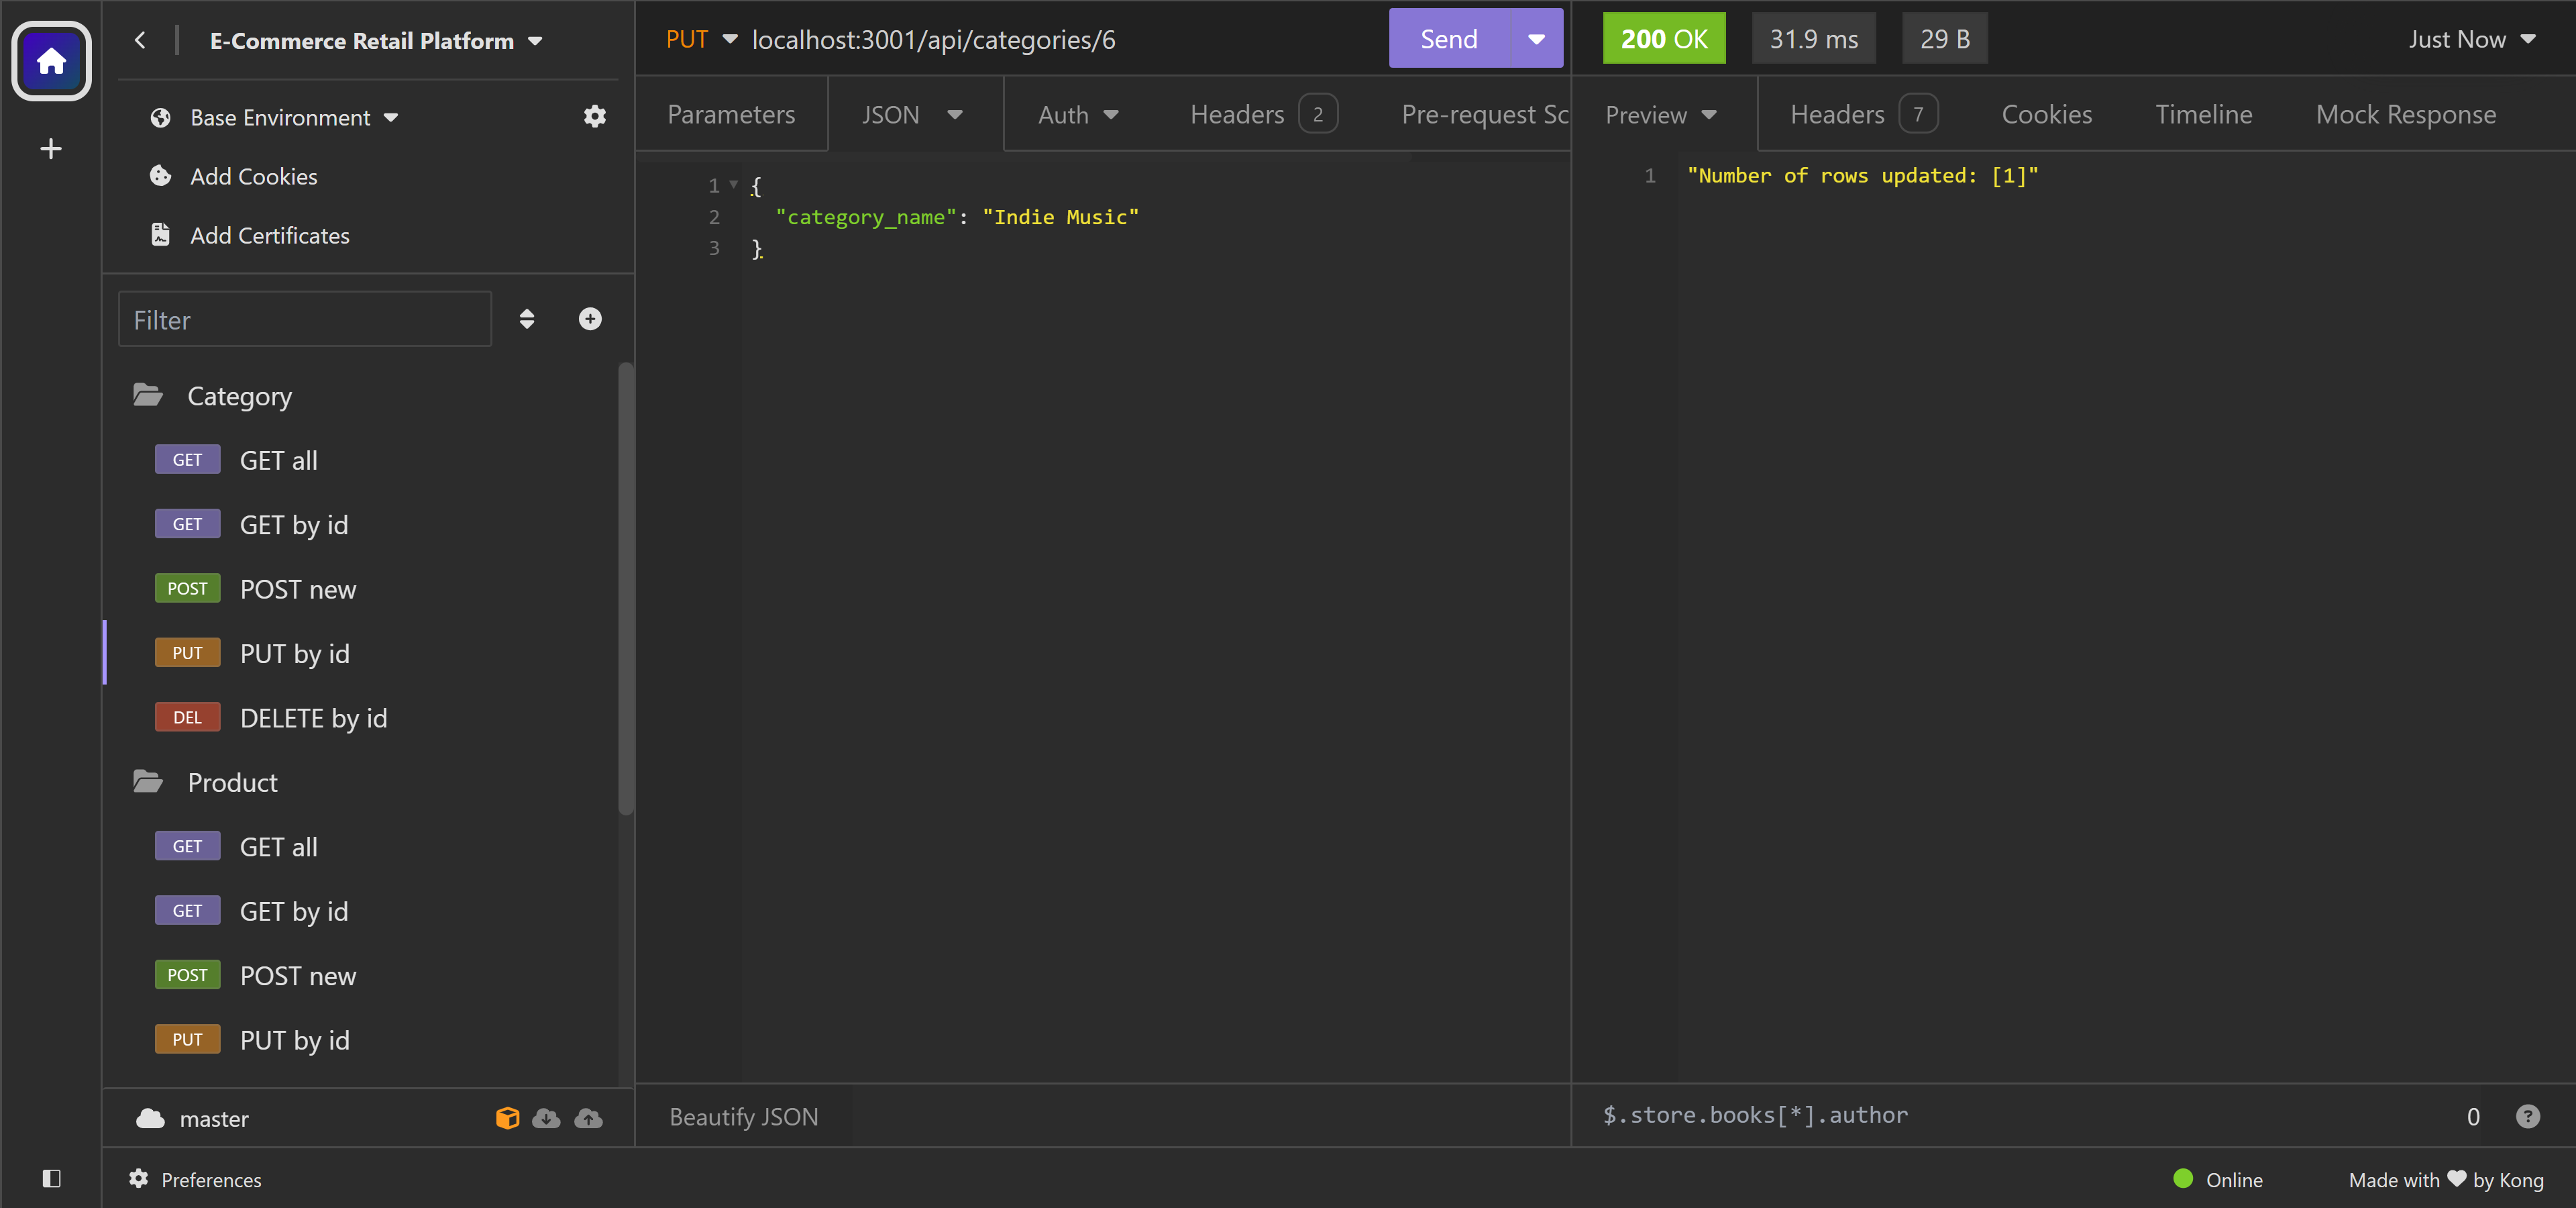 E-Commerce Retail Platform
Base Environment
Add Cookies
Add Certificates
Filter
Category
GET GET all
GET GET by id
POST POST new
PUT PUT by id
DEL DELETE by id
Product
GET GET all
GET GET by id
POST POST new
PUT PUT by id
master
PUT localhost:3001/api/categories/6 Send
Parameters JSON Auth Headers 2 Pre-request Sc
1 {
2 "category_name": "Indie Music"
3 }
Beautify JSON
200 OK 31.9 ms 29 B Just Now
Preview Headers 7 Cookies Timeline Mock Response
1 "Number of rows updated: [1]"
$.store.books[*].author 0 ?
Preferences Online Made with ♥ by Kong